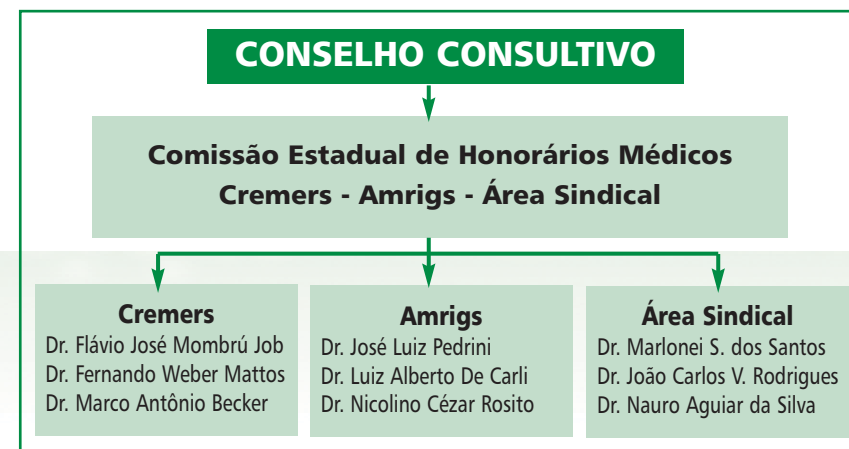 CONSELHO CONSULTIVO
Comissão Estadual de Honorários Médicos
Cremers - Amrigs - Área Sindical
Cremers
Dr. Flávio José Mombrú Job
Dr. Fernando Weber Mattos
Dr. Marco Antônio Becker
Amrigs
Dr. José Luiz Pedrini
Dr. Luiz Alberto De Carli
Dr. Nicolino Cézar Rosito
Área Sindical
Dr. Marlonei S. dos Santos
Dr. João Carlos V. Rodrigues
Dr. Nauro Aguiar da Silva